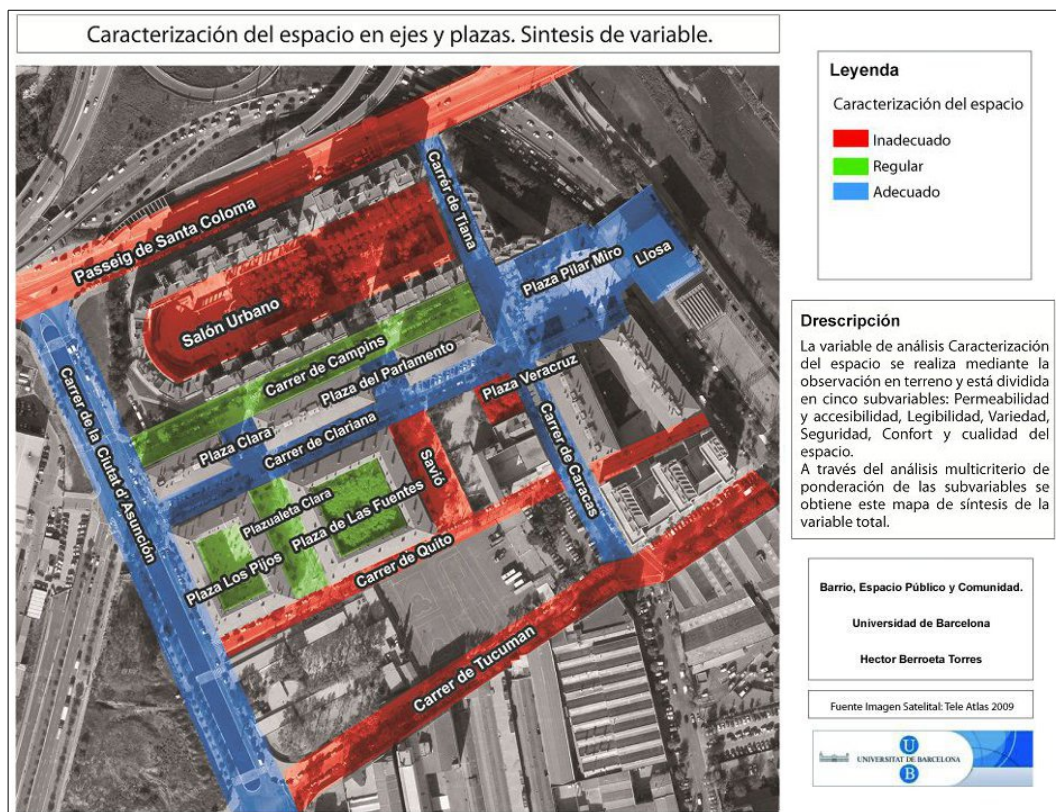 Caracterización del espacio en ejes y plazas. Sintesis de variable.
Passeig de Santa Coloma
Carrér de Tiana
Salón Urbano
Plaza Pilar Miro
Llosa
Carrer de Campins
Plaza del Parlamento
Plaza Veracruz
Plaza Clara
Carrer de Clariana
Carrer de la Ciutat d'Asunción
Savió
Carrer de Caracas
Plazualeta Clara
Plaza de Las Fuentes
Plaza Los Pijos
Carrer de Quito
Carrer de Tucuman
Leyenda
Caracterización del espacio
Inadecuado
Regular
Adecuado
Drescripción
La variable de análisis Caracterización
del espacio se realiza mediante la
observación en terreno y está dividida
en cinco subvariables: Permeabilidad
y accesibilidad, Legibilidad, Variedad,
Seguridad, Confort y cualidad del
espacio.
A través del análisis multicriterio de
ponderación de las subvariables se
obtiene este mapa de síntesis de la
variable total.
Barrio, Espacio Público y Comunidad.
Universidad de Barcelona
Hector Berroeta Torres
Fuente Imagen Satelital: Tele Atlas 2009
UNIVERSITAT DE BARCELONA
U
B